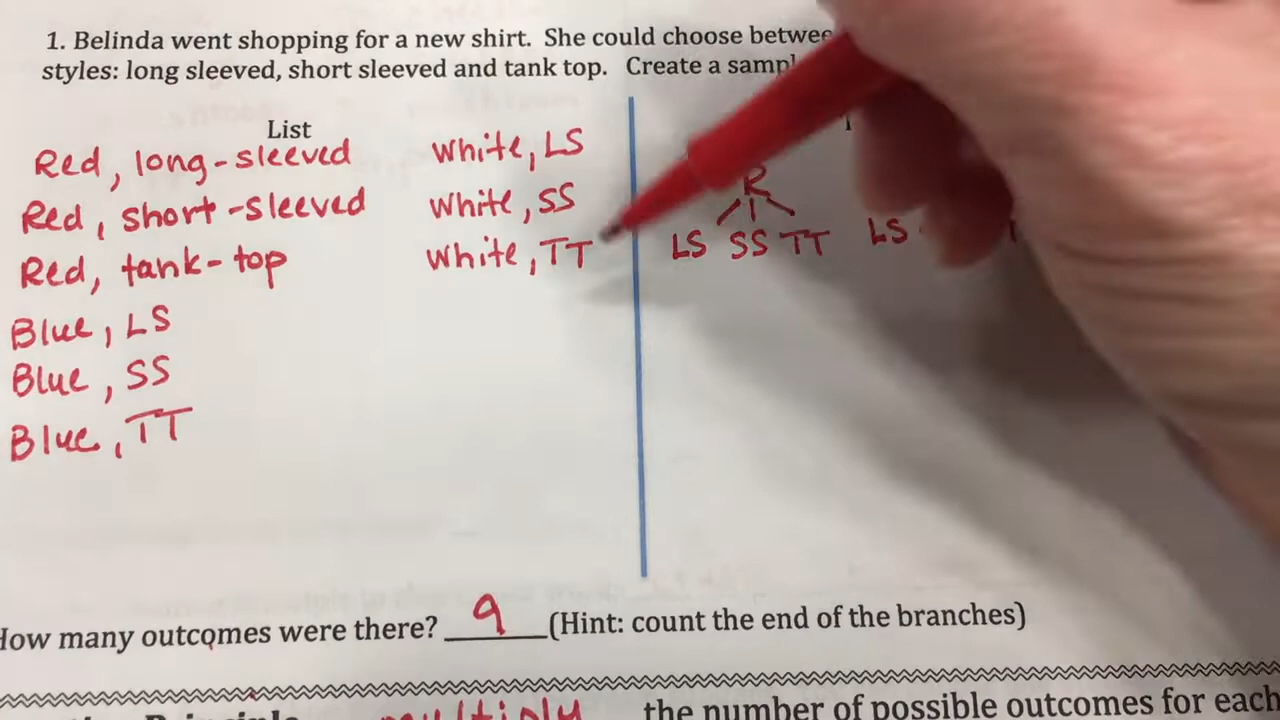 1. Belinda went shopping for a new shirt. She could choose
styles: long sleeved, short sleeved and tank top. Create a
List
Red, long-sleeved
Red, short-sleeved
Red, tank-top
Blue, LS
Blue, SS
Blue, TT
White, LS
White, SS
White, TT
R
LS SS TT LS
How many outcomes were there? 9 (Hint: count the end of the branches)
Principle multiply the number of possible outcomes for each